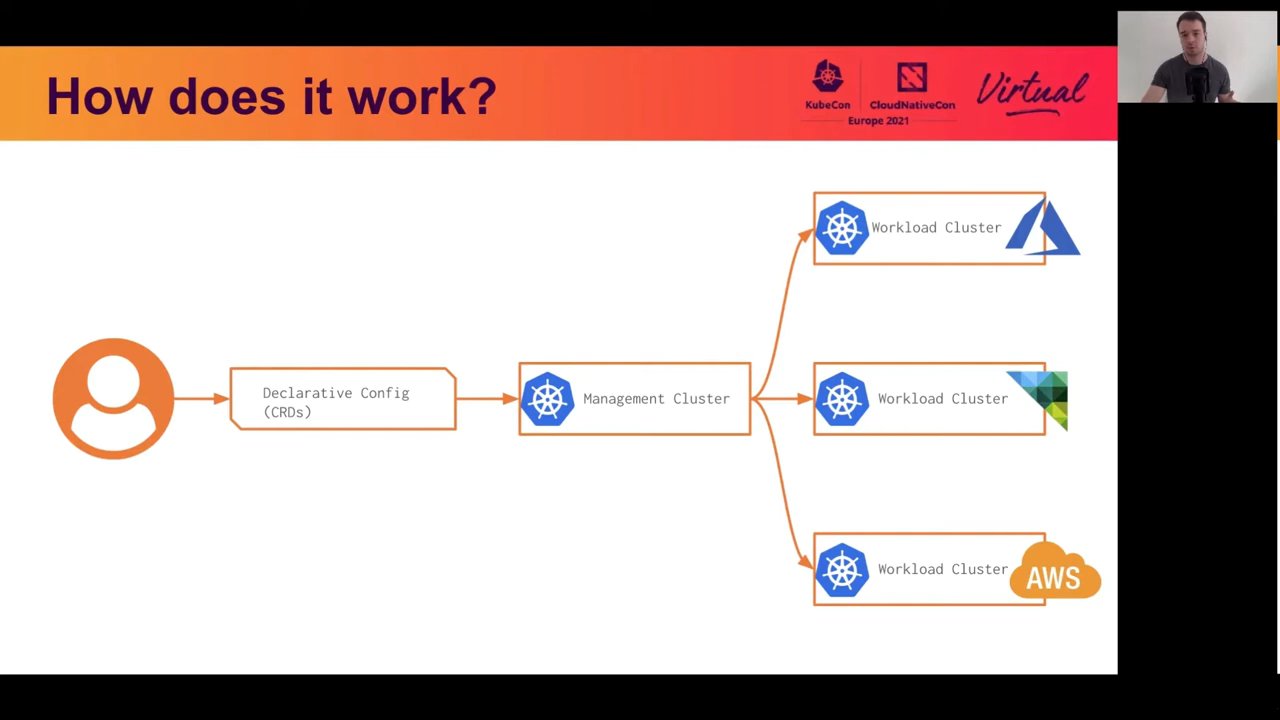 How does it work?
KubeCon
CloudNativeCon
Europe 2021
Virtual
Workload Cluster
Declarative Config
(CRDs)
Management Cluster
Workload Cluster
Workload Cluster
AWS